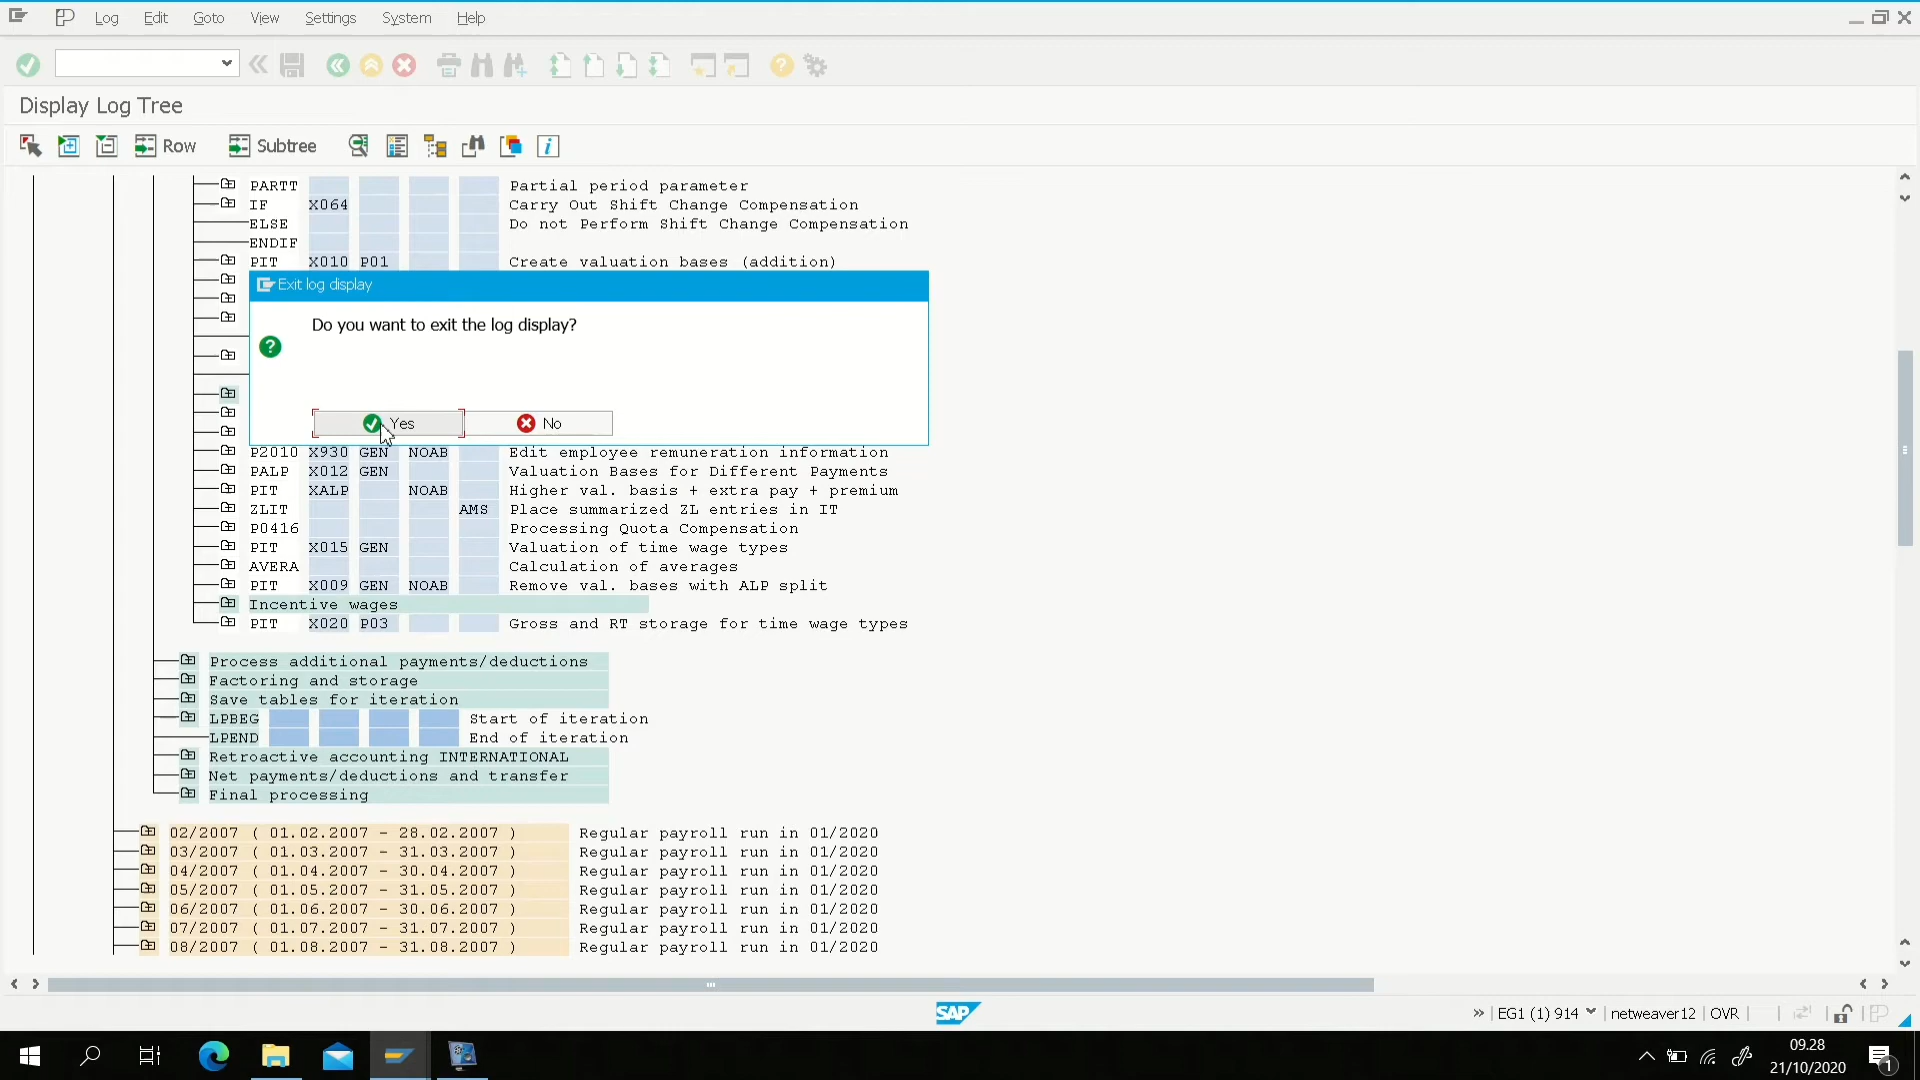 Log Edit Goto View Settings System Help
Display Log Tree
Row Subtree
PARTT Partial period parameter
IF X064 Carry Out Shift Change Compensation
ELSE Do not Perform Shift Change Compensation
ENDIF
PIT X010 P01 Create valuation bases (addition)
Exit log display
Do you want to exit the log display?
Yes No
P2010 X930 GEN NOAB Edit employee remuneration information
PALP X012 GEN Valuation Bases for Different Payments
PIT XALP NOAB Higher val. basis + extra pay + premium
ZLIT AMS Place summarized ZL entries in IT
P0416 Processing Quota Compensation
PIT X015 GEN Valuation of time wage types
AVERA Calculation of averages
PIT X009 GEN NOAB Remove val. bases with ALP split
Incentive wages
PIT X020 P03 Gross and RT storage for time wage types
Process additional payments/deductions
Factoring and storage
Save tables for iteration
LPBEG Start of iteration
LPEND End of iteration
Retroactive accounting INTERNATIONAL
Net payments/deductions and transfer
Final processing
02/2007 ( 01.02.2007 - 28.02.2007 ) Regular payroll run in 01/2020
03/2007 ( 01.03.2007 - 31.03.2007 ) Regular payroll run in 01/2020
04/2007 ( 01.04.2007 - 30.04.2007 ) Regular payroll run in 01/2020
05/2007 ( 01.05.2007 - 31.05.2007 ) Regular payroll run in 01/2020
06/2007 ( 01.06.2007 - 30.06.2007 ) Regular payroll run in 01/2020
07/2007 ( 01.07.2007 - 31.07.2007 ) Regular payroll run in 01/2020
08/2007 ( 01.08.2007 - 31.08.2007 ) Regular payroll run in 01/2020
SAP
EG1 (1) 914 netweaver12 OVR
09.28
21/10/2020
1